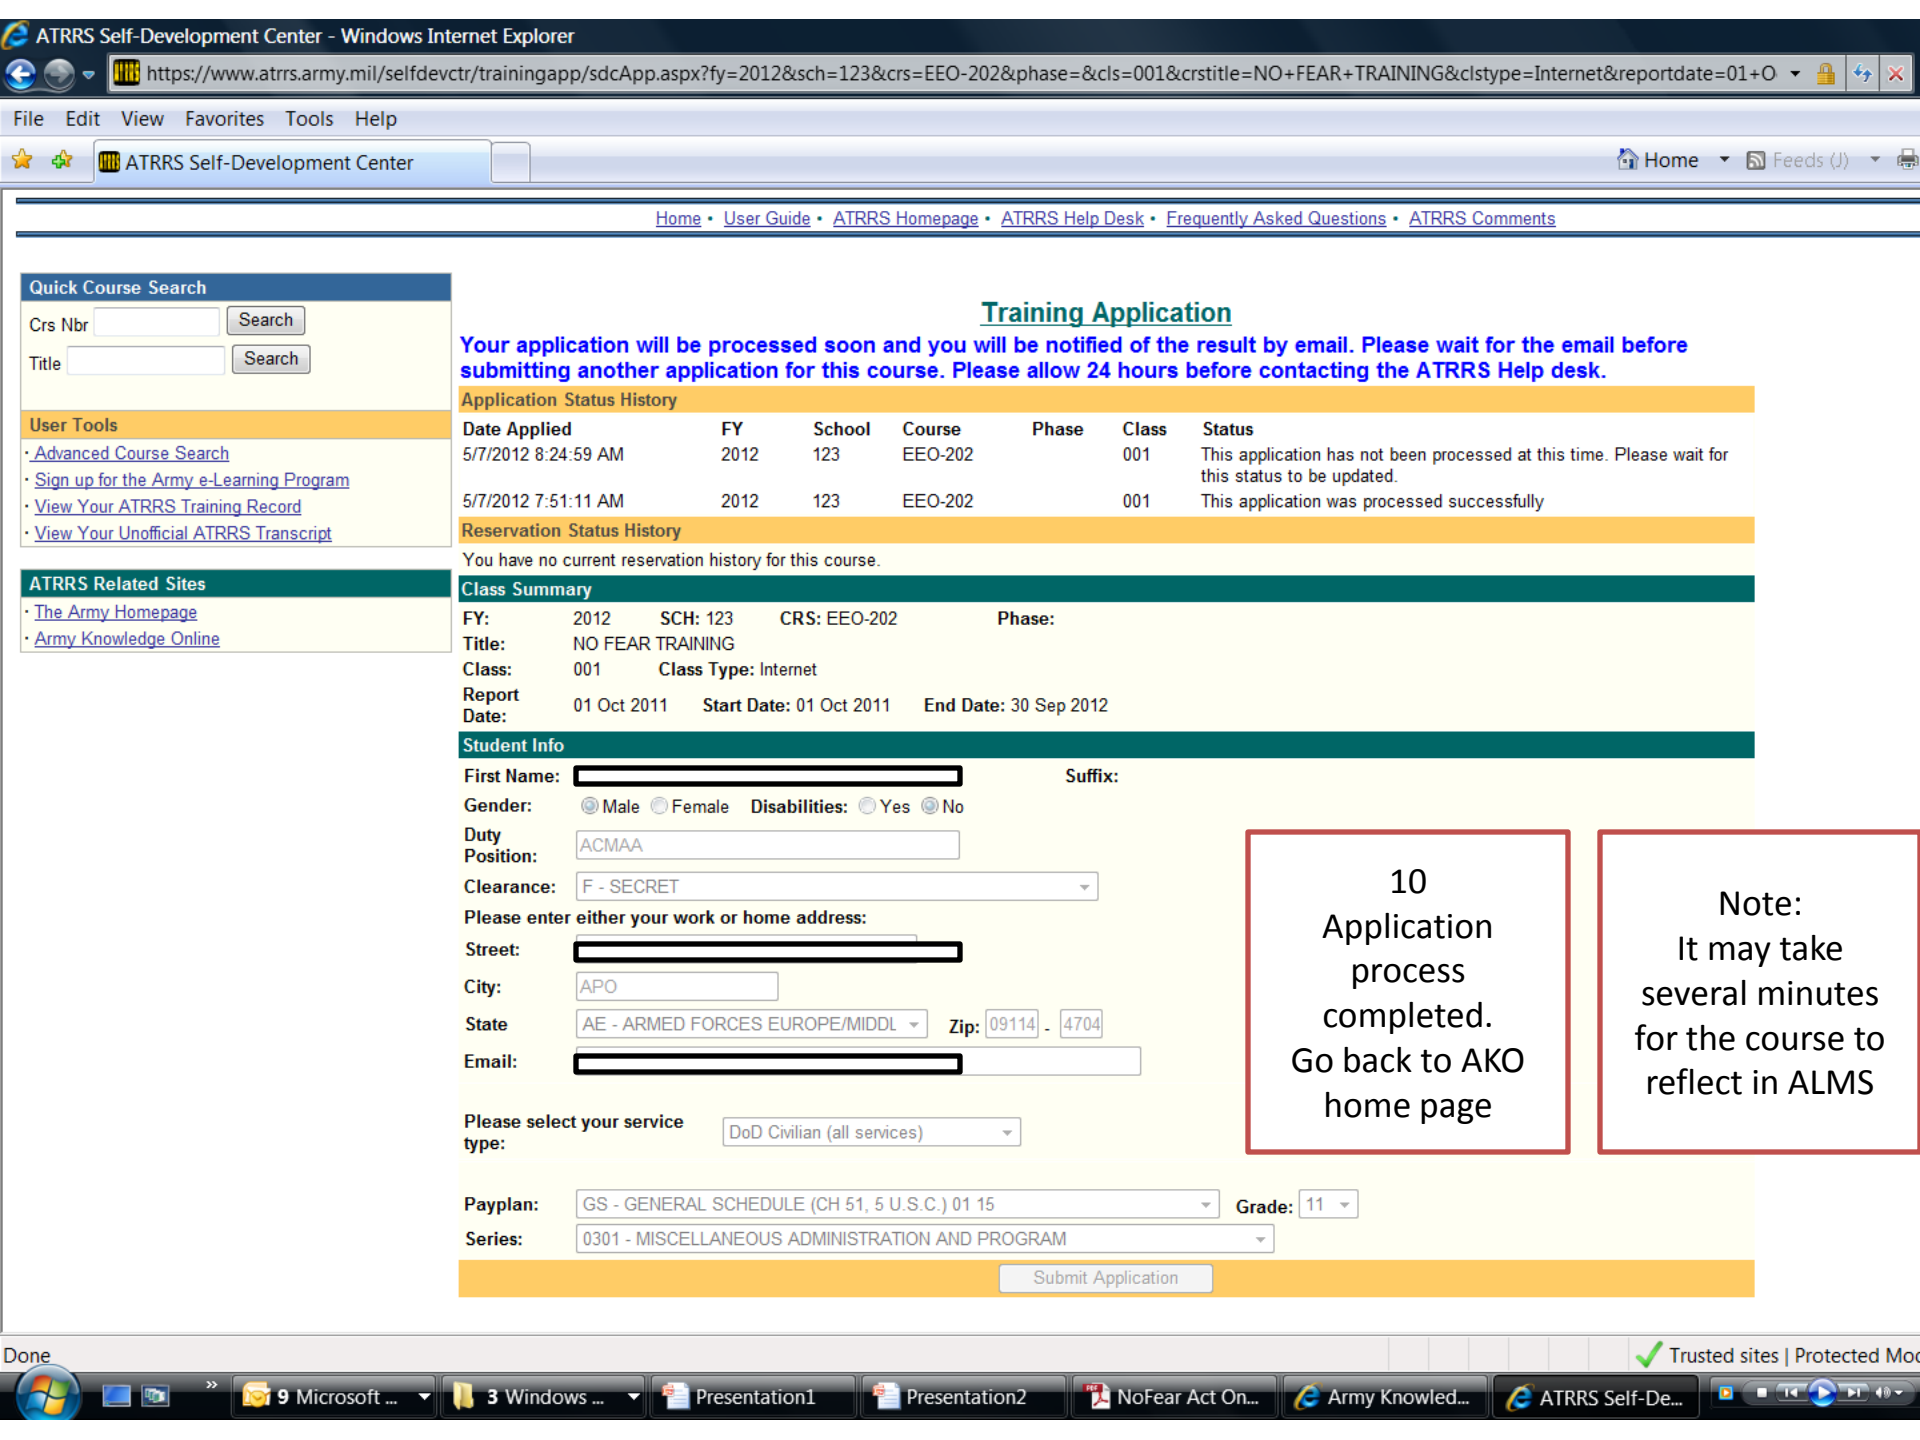 ATRRS Self-Development Center - Windows Internet Explorer
https://www.atrrs.army.mil/selfdevctr/trainingapp/sdcApp.aspx?fy=2012&sch=123&crs=EEO-202&phase=&cls=001&crstitle=NO+FEAR+TRAINING&clstype=Internet&reportdate=01+O
File Edit View Favorites Tools Help
ATRRS Self-Development Center
Home Feeds (J)
Home • User Guide • ATRRS Homepage • ATRRS Help Desk • Frequently Asked Questions • ATRRS Comments
Quick Course Search
Crs Nbr Search
Title Search
User Tools
· Advanced Course Search
· Sign up for the Army e-Learning Program
· View Your ATRRS Training Record
· View Your Unofficial ATRRS Transcript
ATRRS Related Sites
· The Army Homepage
· Army Knowledge Online
Training Application
Your application will be processed soon and you will be notified of the result by email. Please wait for the email before
submitting another application for this course. Please allow 24 hours before contacting the ATRRS Help desk.
Application Status History
Date Applied FY School Course Phase Class Status
5/7/2012 8:24:59 AM 2012 123 EEO-202 001 This application has not been processed at this time. Please wait for
this status to be updated.
5/7/2012 7:51:11 AM 2012 123 EEO-202 001 This application was processed successfully
Reservation Status History
You have no current reservation history for this course.
Class Summary
FY: 2012 SCH: 123 CRS: EEO-202 Phase:
Title: NO FEAR TRAINING
Class: 001 Class Type: Internet
Report
Date: 01 Oct 2011 Start Date: 01 Oct 2011 End Date: 30 Sep 2012
Student Info
First Name: Suffix:
Gender: Male Female Disabilities: Yes No
Duty
Position: ACMAA
Clearance: F - SECRET
Please enter either your work or home address:
Street:
City: APO
State AE - ARMED FORCES EUROPE/MIDDL Zip: 09114 - 4704
Email:
Please select your service
type: DoD Civilian (all services)
Payplan: GS - GENERAL SCHEDULE (CH 51, 5 U.S.C.) 01 15 Grade: 11
Series: 0301 - MISCELLANEOUS ADMINISTRATION AND PROGRAM
Submit Application
10
Application
process
completed.
Go back to AKO
home page
Note:
It may take
several minutes
for the course to
reflect in ALMS
Done
Trusted sites | Protected Mod
9 Microsoft ... 3 Windows ... Presentation1 Presentation2 NoFear Act On... Army Knowled... ATRRS Self-De...